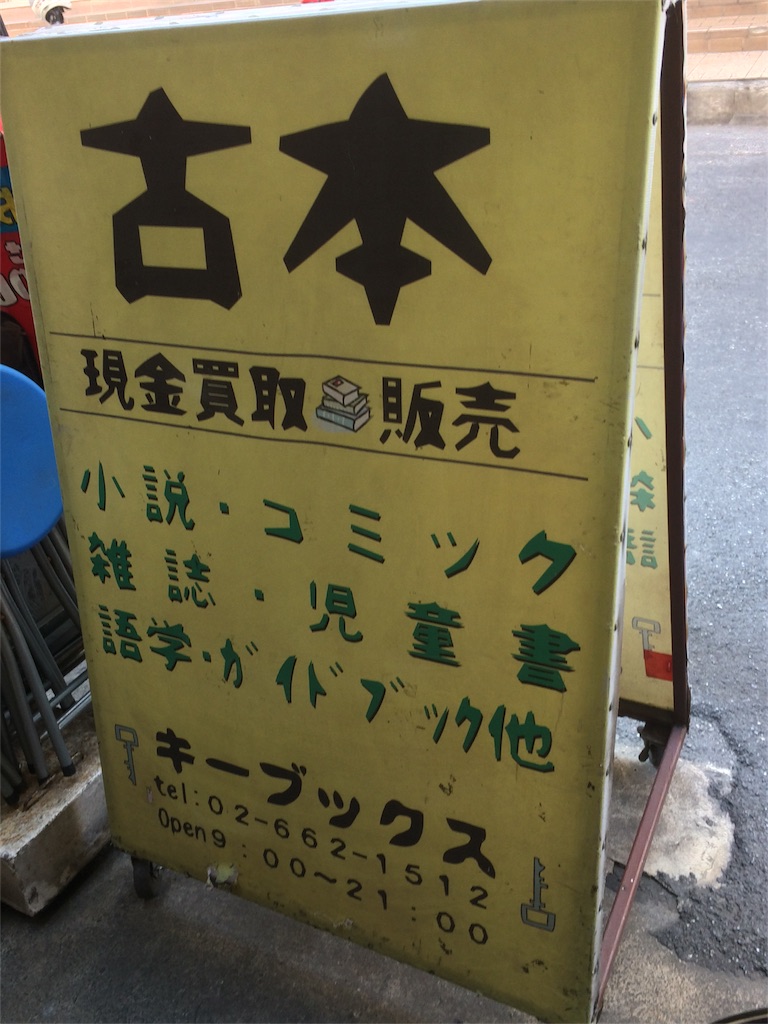 古本
現金買取 販売
小説・コミック
雑誌・児童書
語学・ガイドブック他
キーブックス
tel:02-662-1512
Open9:00～21:00